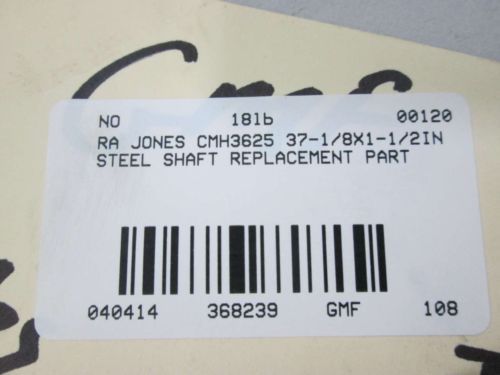 NO 18lb 00120
RA JONES CMH3625 37-1/8X1-1/2IN
STEEL SHAFT REPLACEMENT PART
040414 368239 GMF 108